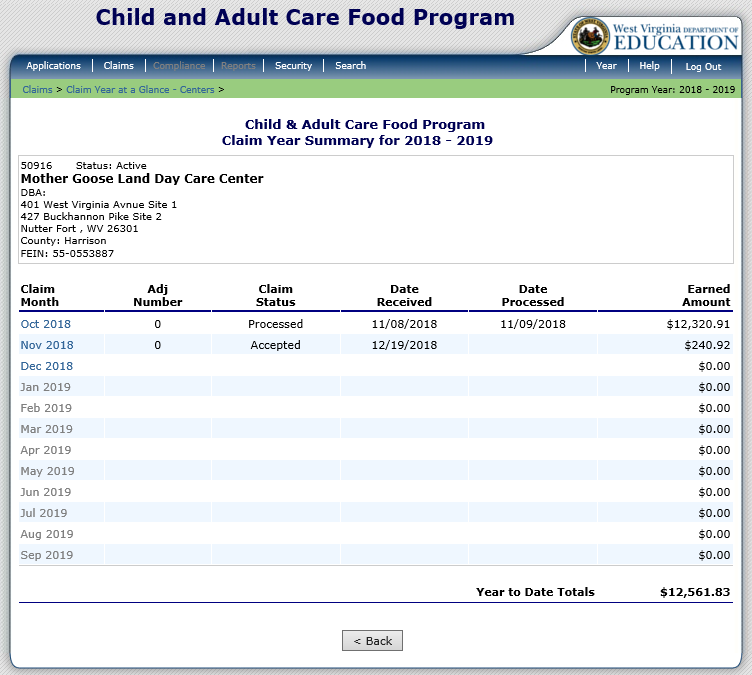 Child and Adult Care Food Program
West Virginia DEPARTMENT OF
EDUCATION
Applications Claims Compliance Reports Security Search Year Help Log Out
Claims > Claim Year at a Glance - Centers > Program Year: 2018 - 2019
Child & Adult Care Food Program
Claim Year Summary for 2018 - 2019
50916 Status: Active
Mother Goose Land Day Care Center
DBA:
401 West Virginia Avnue Site 1
427 Buckhannon Pike Site 2
Nutter Fort , WV 26301
County: Harrison
FEIN: 55-0553887
Claim Adj Claim Date Date Earned
Month Number Status Received Processed Amount
Oct 2018 0 Processed 11/08/2018 11/09/2018 $12,320.91
Nov 2018 0 Accepted 12/19/2018 $240.92
Dec 2018 $0.00
Jan 2019 $0.00
Feb 2019 $0.00
Mar 2019 $0.00
Apr 2019 $0.00
May 2019 $0.00
Jun 2019 $0.00
Jul 2019 $0.00
Aug 2019 $0.00
Sep 2019 $0.00
Year to Date Totals $12,561.83
< Back